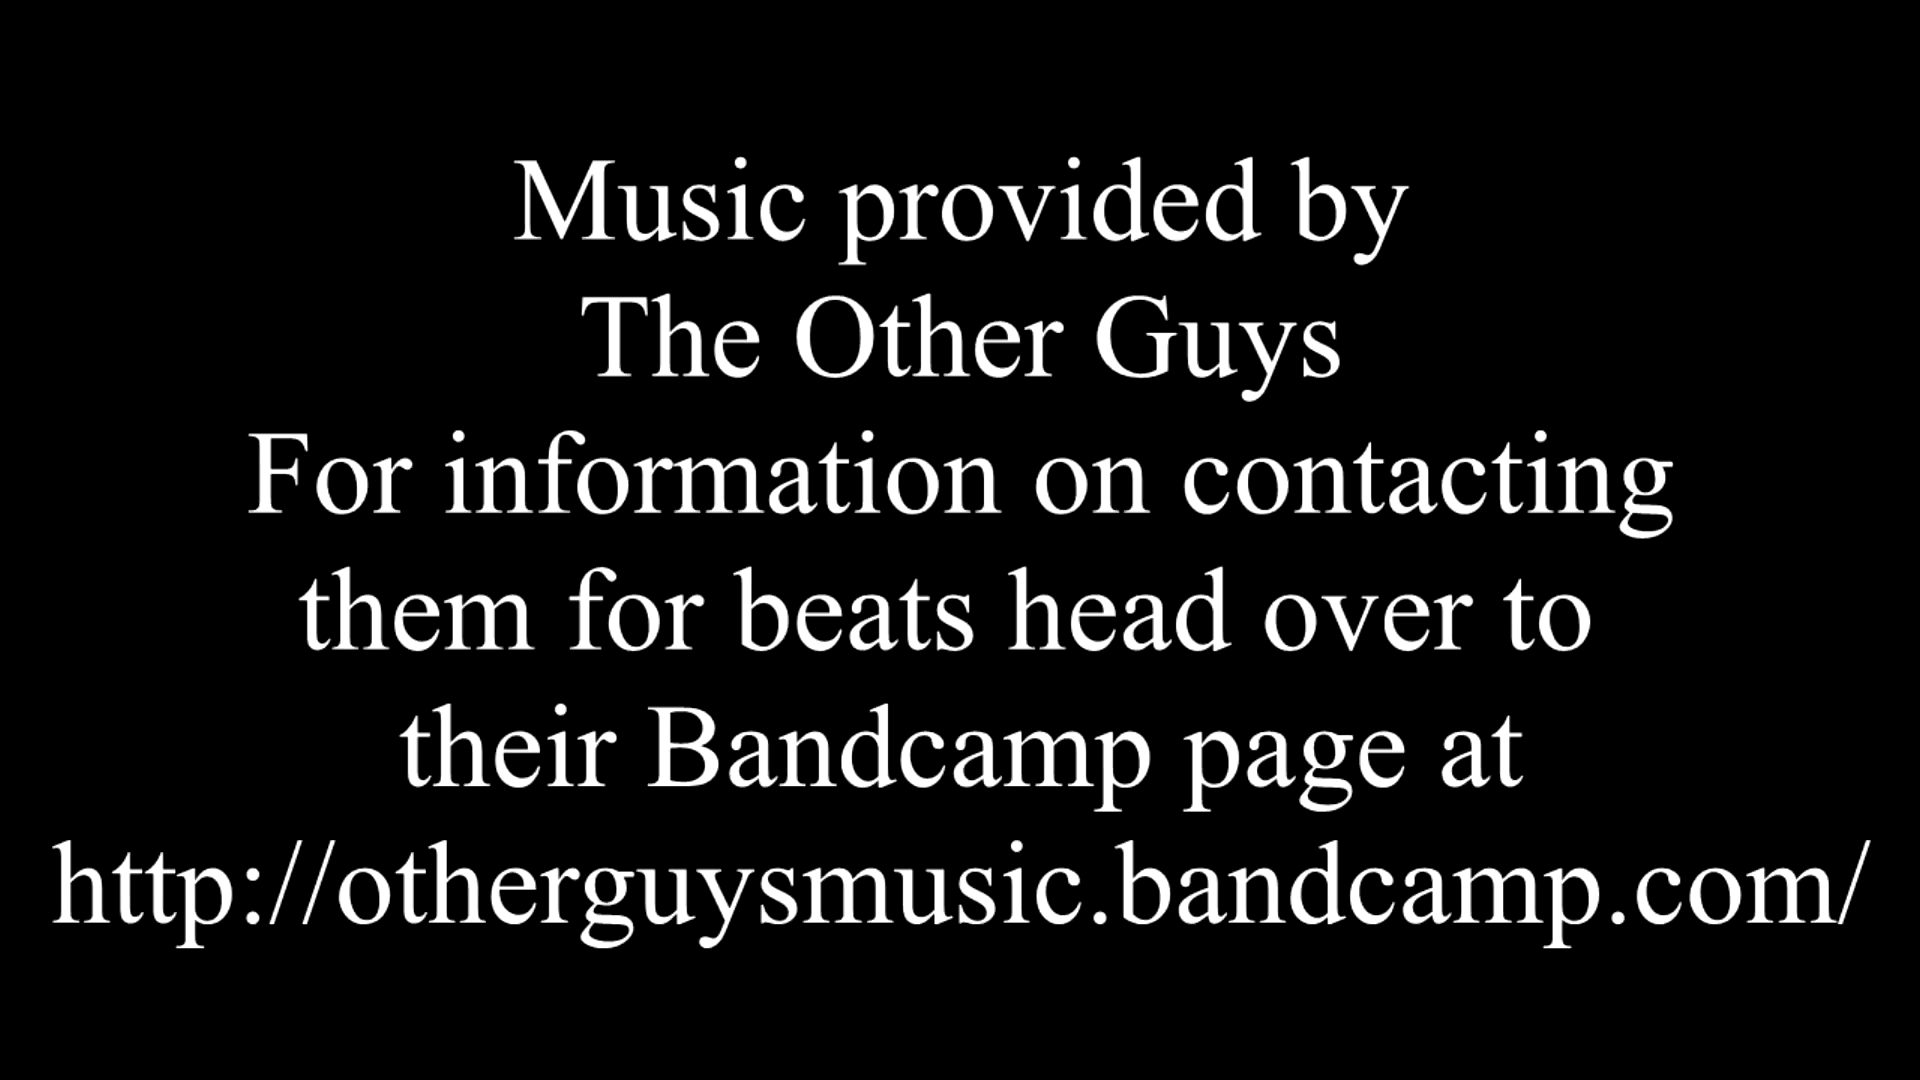 Music provided by
The Other Guys
For information on contacting
them for beats head over to
their Bandcamp page at
http://otherguysmusic.bandcamp.com/